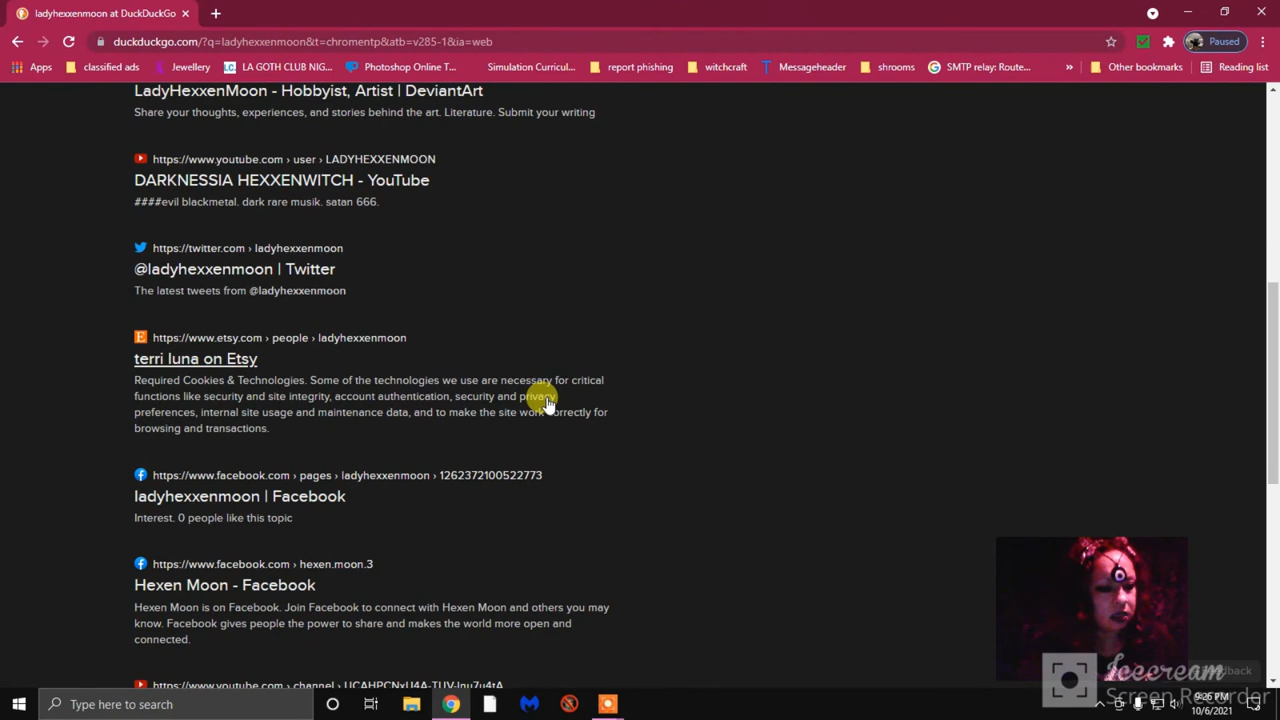 ladyhexxenmoon at DuckDuckGo
duckduckgo.com/?q=ladyhexxenmoon&t=chromentp&atb=v285-1&ia=web
Paused
Apps
classified ads
Jewellery
LA GOTH CLUB NIG...
Photoshop Online T...
Simulation Curricul...
report phishing
witchcraft
Messageheader
shrooms
SMTP relay: Route...
Other bookmarks
Reading list
LadyHexxenMoon - Hobbyist, Artist | DeviantArt
Share your thoughts, experiences, and stories behind the art. Literature. Submit your writing
https://www.youtube.com › user › LADYHEXXENMOON
DARKNESSIA HEXXENWITCH - YouTube
####evil blackmetal. dark rare musik. satan 666.
https://twitter.com › ladyhexxenmoon
@ladyhexxenmoon | Twitter
The latest tweets from @ladyhexxenmoon
https://www.etsy.com › people › ladyhexxenmoon
terri luna on Etsy
Required Cookies & Technologies. Some of the technologies we use are necessary for critical
functions like security and site integrity, account authentication, security and privacy
preferences, internal site usage and maintenance data, and to make the site work correctly for
browsing and transactions.
https://www.facebook.com › pages › ladyhexxenmoon › 1262372100522773
ladyhexxenmoon | Facebook
Interest. 0 people like this topic
https://www.facebook.com › hexen.moon.3
Hexen Moon - Facebook
Hexen Moon is on Facebook. Join Facebook to connect with Hexen Moon and others you may
know. Facebook gives people the power to share and makes the world more open and
connected.
https://www.youtube.com › channel
Feedback
Icecream
Screen Recorder
Type here to search
9:26 PM
10/6/2021